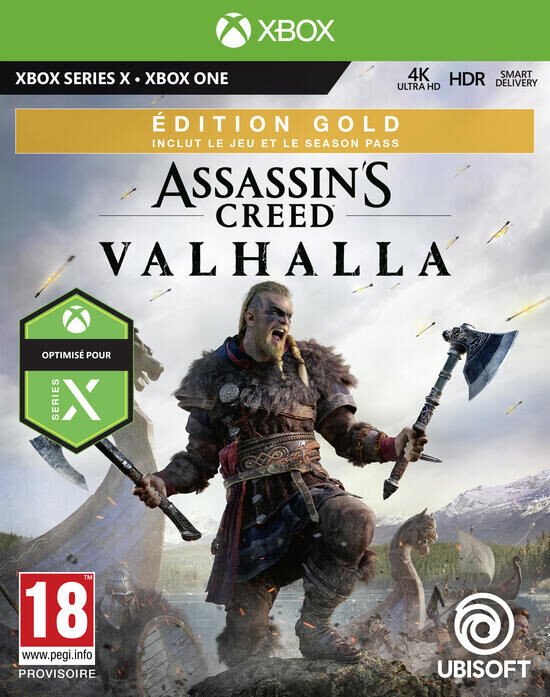 XBOX
XBOX SERIES X • XBOX ONE
4K
ULTRA HD
HDR
SMART
DELIVERY
ÉDITION GOLD
INCLUT LE JEU ET LE SEASON PASS
ASSASSIN'S
CREED
VALHALLA
OPTIMISÉ POUR
SERIES X
18
www.pegi.info
PROVISOIRE
UBISOFT